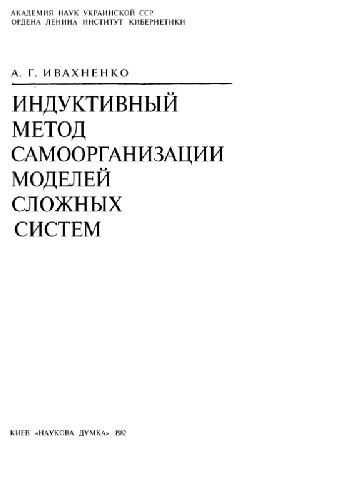 АКАДЕМИЯ НАУК УКРАИНСКОЙ ССР
ОРДЕНА ЛЕНИНА ИНСТИТУТ КИБЕРНЕТИКИ
А. Г. ИВАХНЕНКО
ИНДУКТИВНЫЙ
МЕТОД
САМООРГАНИЗАЦИИ
МОДЕЛЕЙ
СЛОЖНЫХ
СИСТЕМ
КИЕВ «НАУКОВА ДУМКА» 1982